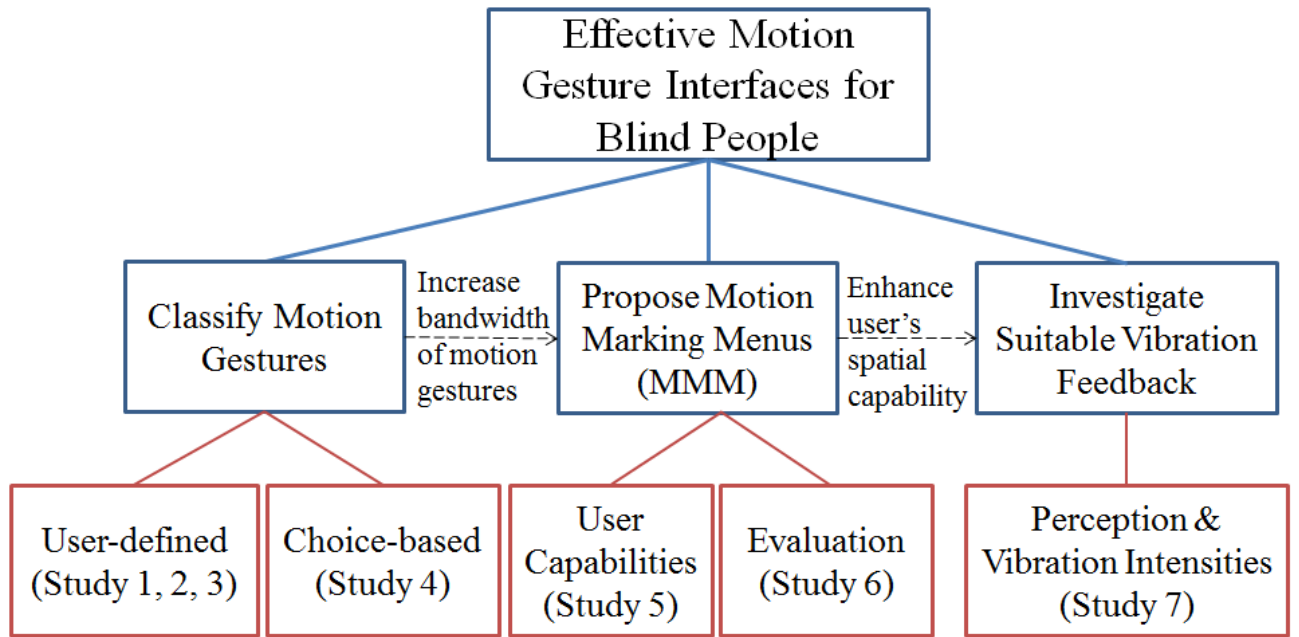 Effective Motion
Gesture Interfaces for
Blind People
Classify Motion
Gestures
Increase
bandwidth
of motion
gestures
Propose Motion
Marking Menus
(MMM)
Enhance
user’s
spatial
capability
Investigate
Suitable Vibration
Feedback
User-defined
(Study 1, 2, 3)
Choice-based
(Study 4)
User
Capabilities
(Study 5)
Evaluation
(Study 6)
Perception &
Vibration Intensities
(Study 7)